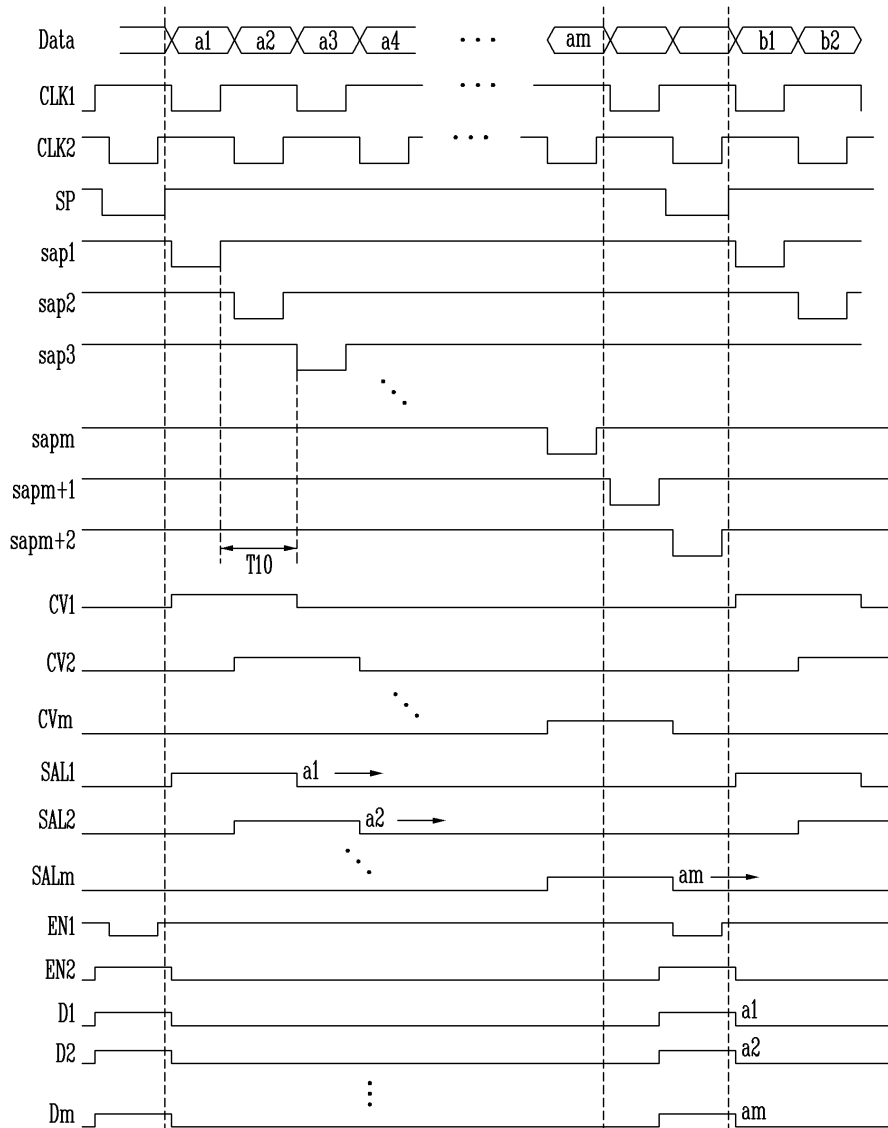 Data a1 a2 a3 a4 ... am b1 b2
CLK1 ...
CLK2 ...
SP
sap1
sap2
sap3
sapm
sapm+1
sapm+2
T10
CV1
CV2
CVm
SAL1 a1
SAL2 a2
SALm am
EN1
EN2
D1 a1
D2 a2
Dm am